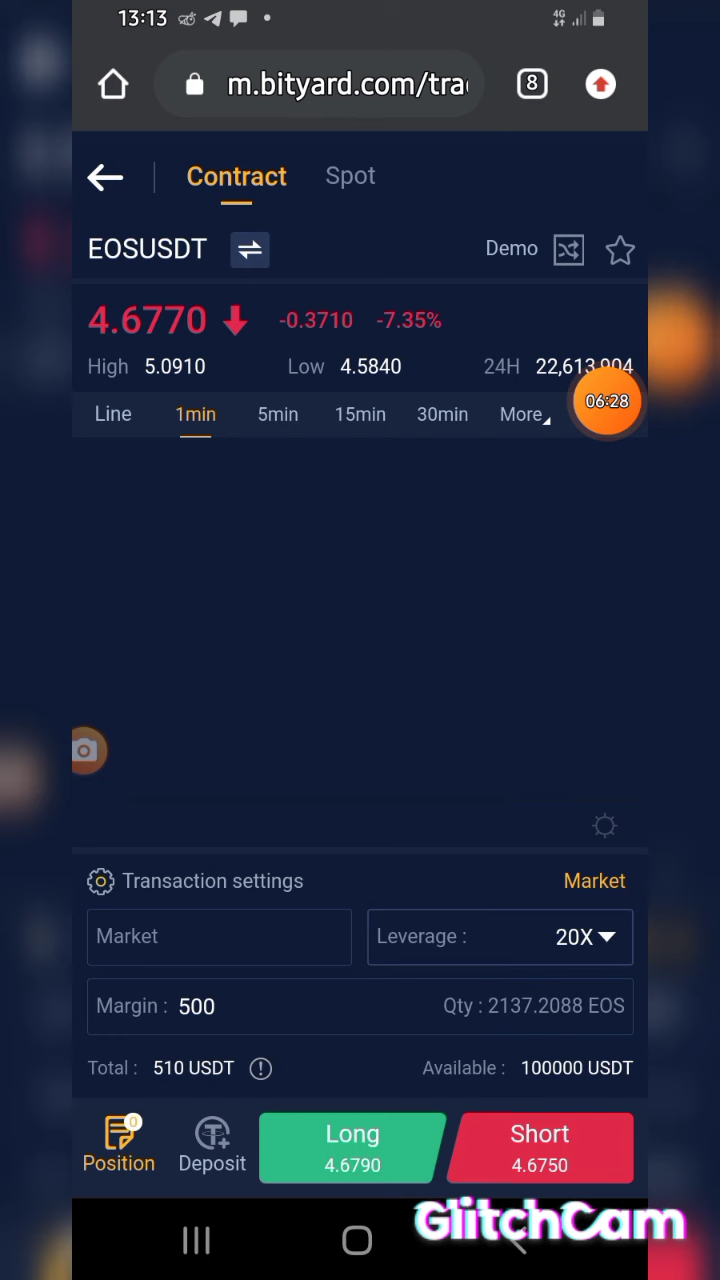 13:13 4G
m.bityard.com/tra 8
Contract Spot
EOSUSDT Demo
4.6770 -0.3710 -7.35%
High 5.0910 Low 4.5840 24H 22,613,904
06:28
Line 1min 5min 15min 30min More
Transaction settings Market
Market Leverage : 20X
Margin : 500 Qty : 2137.2088 EOS
Total : 510 USDT Available : 100000 USDT
0
Position Deposit Long Short
4.6790 4.6750
GlitchCam